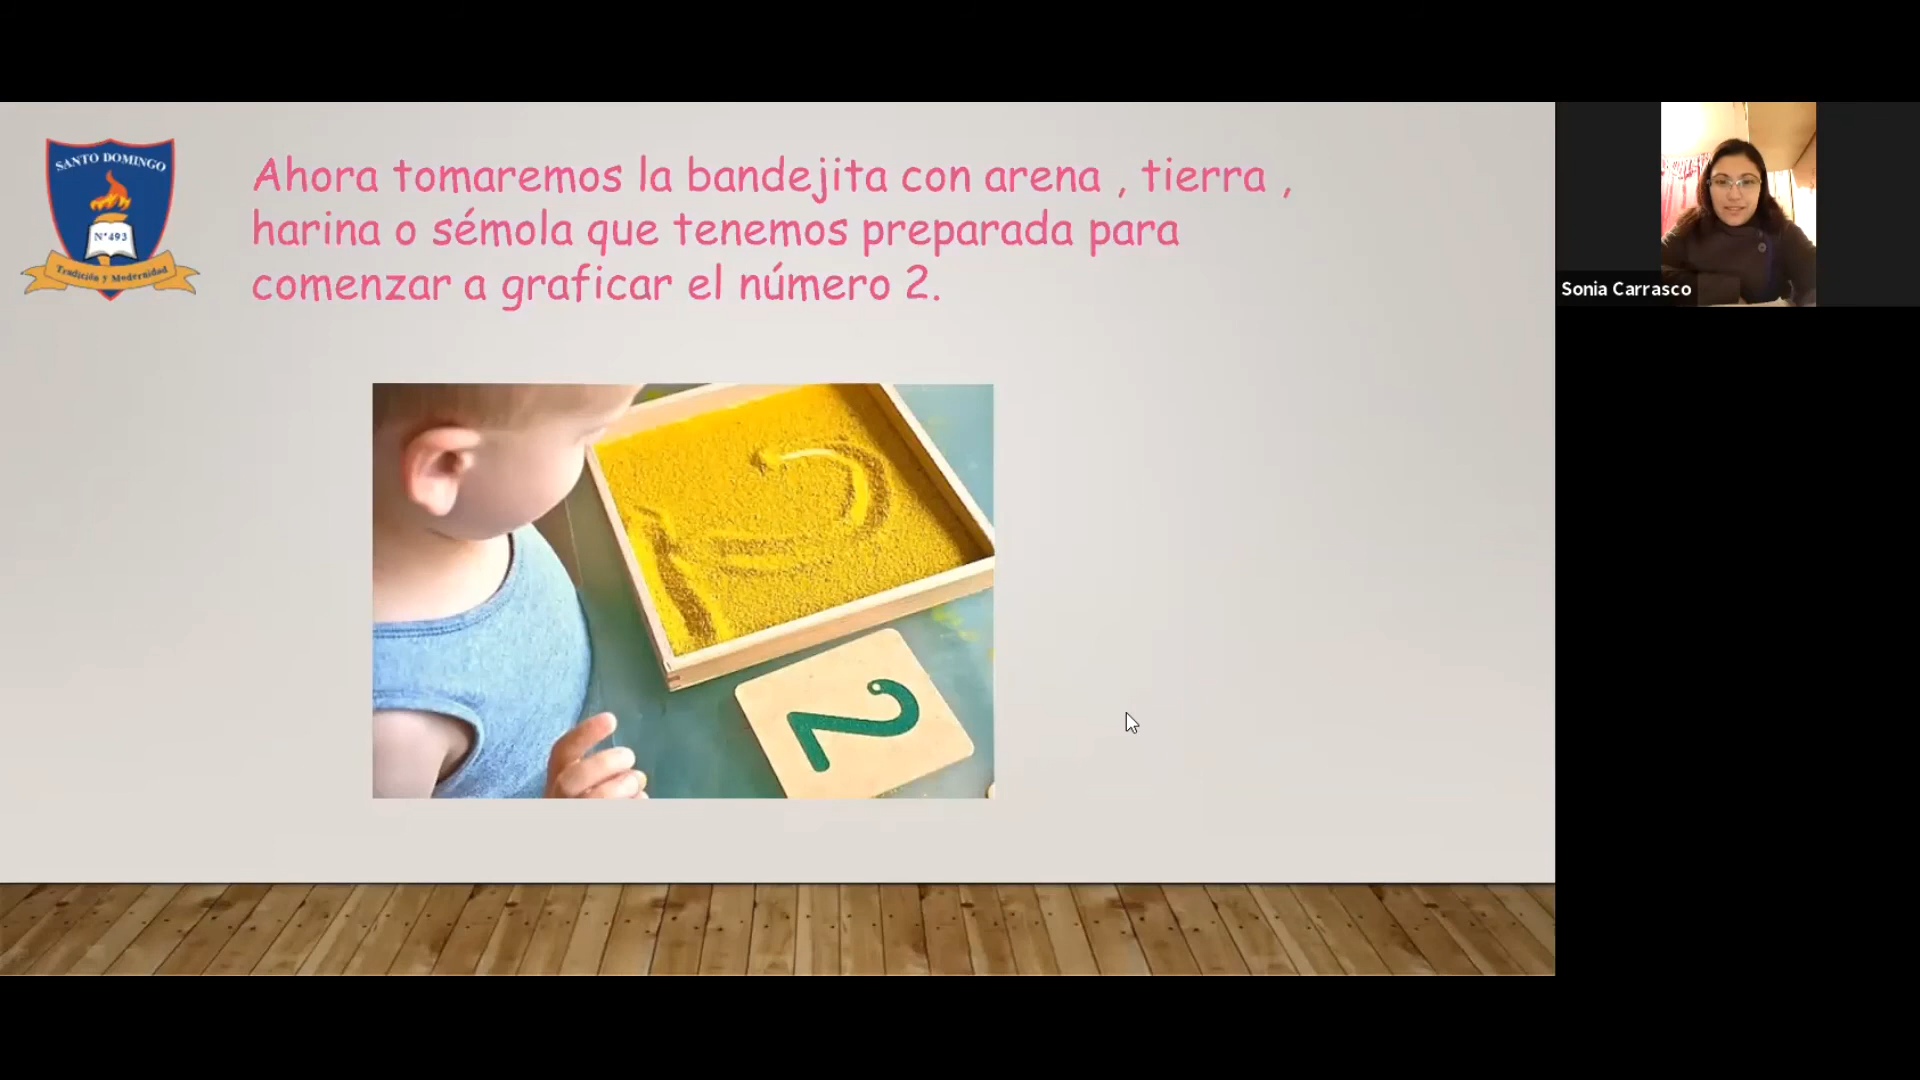 SANTO DOMINGO
N°493
Tradición y Modernidad
Ahora tomaremos la bandejita con arena , tierra ,
harina o sémola que tenemos preparada para
comenzar a graficar el número 2.
2
Sonia Carrasco